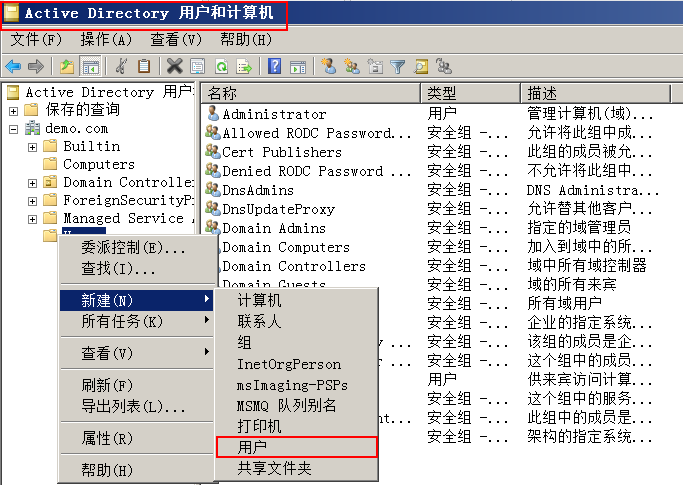 Active Directory 用户和计算机
文件(F) 操作(A) 查看(V) 帮助(H)
Active Directory 用户
保存的查询
demo.com
Builtin
Computers
Domain Controlle
ForeignSecurityP
Managed Service A
名称 类型 描述
Administrator 用户 管理计算机(域)...
Allowed RODC Password... 安全组 -... 允许将此组中成...
Cert Publishers 安全组 -... 此组的成员被允...
Denied RODC Password ... 安全组 -... 不允许将此组中...
DnsAdmins 安全组 -... DNS Administra...
DnsUpdateProxy 安全组 -... 允许替其他客户...
Domain Admins 安全组 -... 指定的域管理员
Domain Computers 安全组 -... 加入到域中的所...
Domain Controllers 安全组 -... 域中所有域控制器
Domain Guests 安全组 -... 域的所有来宾
安全组 -... 所有域用户
安全组 -... 企业的指定系统...
安全组 -... 该组的成员是企...
... 安全组 -... 这个组中的成员...
用户 供来宾访问计算...
安全组 -... 这个组中的服务...
nt... 安全组 -... 此组中的成员是...
安全组 -... 架构的指定系统...
委派控制(E)...
查找(I)...
新建(N)
所有任务(K)
查看(V)
刷新(F)
导出列表(L)...
属性(R)
帮助(H)
计算机
联系人
组
InetOrgPerson
msImaging-PSPs
MSMQ 队列别名
打印机
用户
共享文件夹